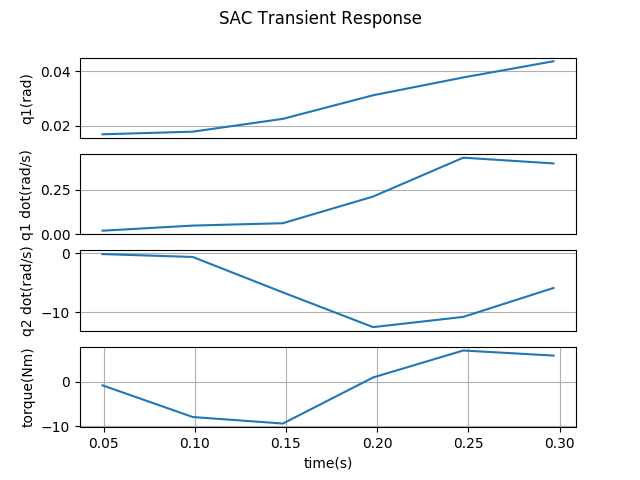 SAC Transient Response
q1(rad)
0.04
0.02
q1 dot(rad/s)
0.25
0.00
q2 dot(rad/s)
0
−10
torque(Nm)
0
−10
0.05 0.10 0.15 0.20 0.25 0.30
time(s)